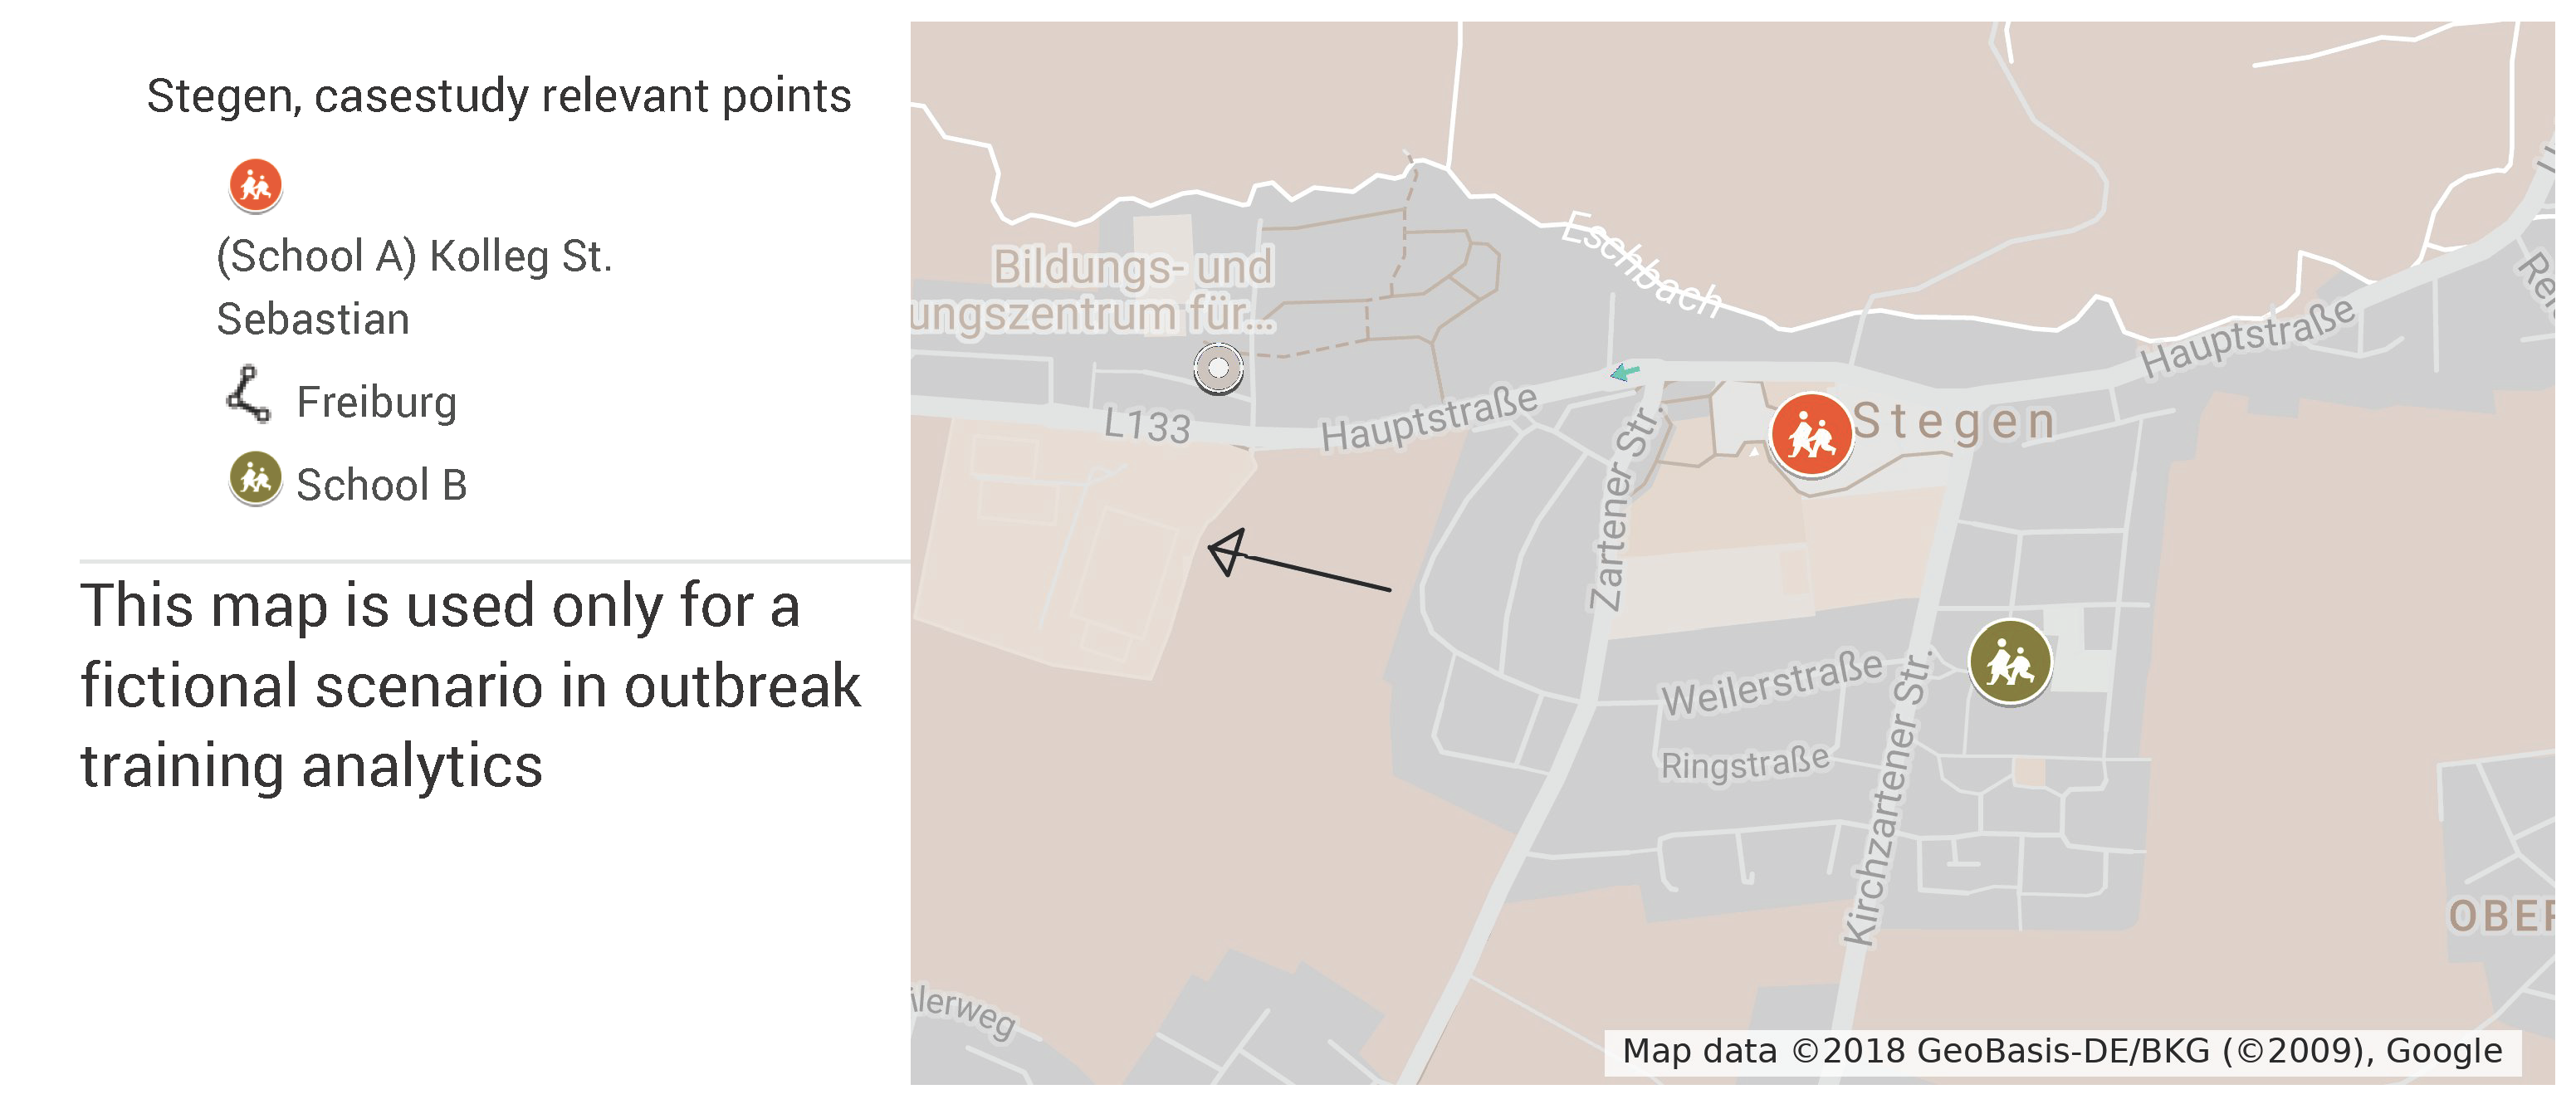 Stegen, casestudy relevant points
(School A) Kolleg St.
Sebastian
Freiburg
School B
This map is used only for a
fictional scenario in outbreak
training analytics
Eschbach
Bildungs- und
ungszentrum für...
Hauptstraße
L133
Hauptstraße
Stegen
Zartener Str.
Weilerstraße
Ringstraße
Kirchzartener Str.
OBER
ilerweg
Map data ©2018 GeoBasis-DE/BKG (©2009), Google